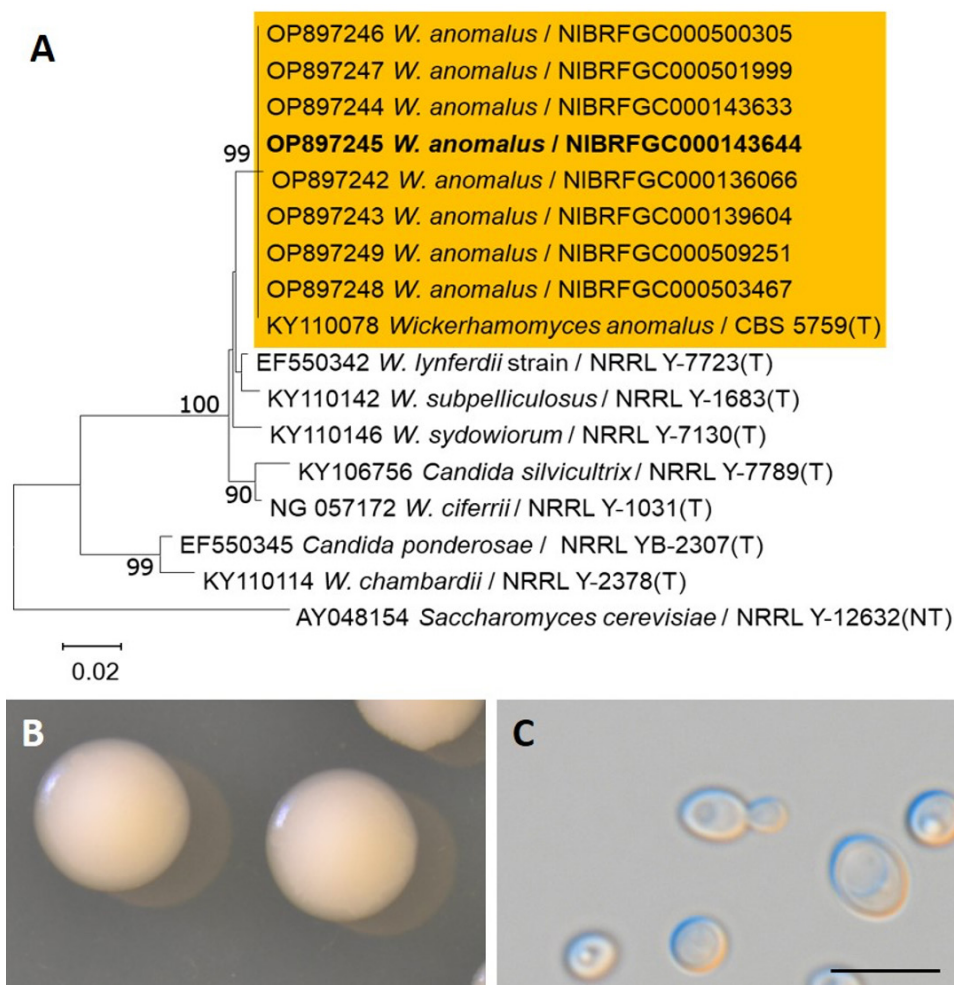 A
OP897246 W. anomalus / NIBRFGC000500305
OP897247 W. anomalus / NIBRFGC000501999
OP897244 W. anomalus / NIBRFGC000143633
OP897245 W. anomalus / NIBRFGC000143644
99
OP897242 W. anomalus / NIBRFGC000136066
OP897243 W. anomalus / NIBRFGC000139604
OP897249 W. anomalus / NIBRFGC000509251
OP897248 W. anomalus / NIBRFGC000503467
KY110078 Wickerhamomyces anomalus / CBS 5759(T)
EF550342 W. lynferdii strain / NRRL Y-7723(T)
KY110142 W. subpelliculosus / NRRL Y-1683(T)
100
KY110146 W. sydowiorum / NRRL Y-7130(T)
KY106756 Candida silvicultrix / NRRL Y-7789(T)
90
NG 057172 W. ciferrii / NRRL Y-1031(T)
EF550345 Candida ponderosae / NRRL YB-2307(T)
99
KY110114 W. chambardii / NRRL Y-2378(T)
AY048154 Saccharomyces cerevisiae / NRRL Y-12632(NT)
0.02
B
C